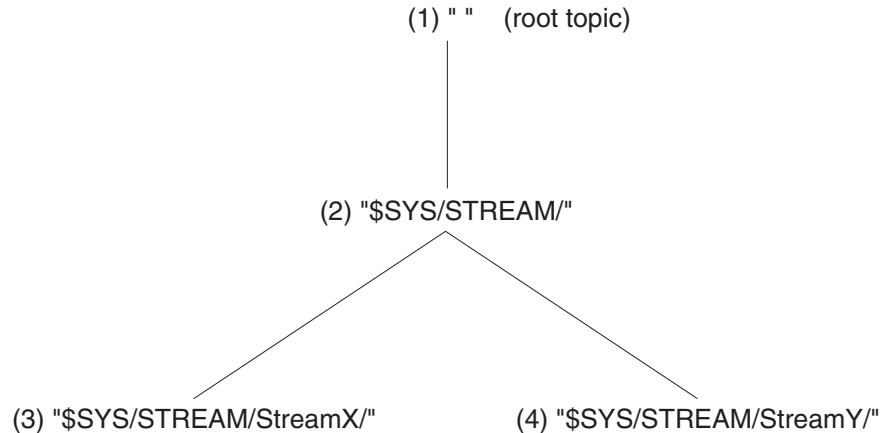 (1) " " (root topic)
(2) "$SYS/STREAM/"
(3) "$SYS/STREAM/StreamX/"
(4) "$SYS/STREAM/StreamY/"